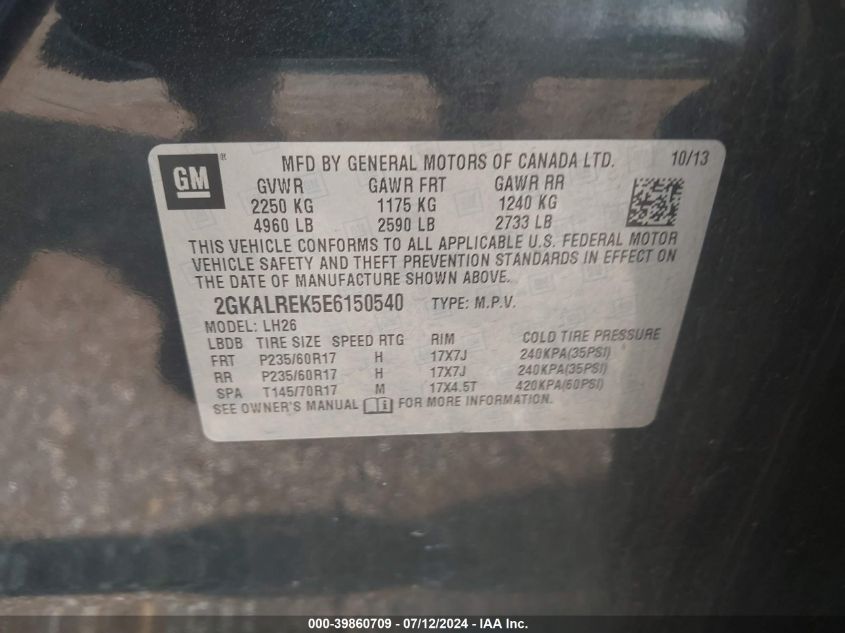 GM ® MFD BY GENERAL MOTORS OF CANADA LTD. 10/13
GVWR GAWR FRT GAWR RR
2250 KG 1175 KG 1240 KG
4960 LB 2590 LB 2733 LB
THIS VEHICLE CONFORMS TO ALL APPLICABLE U.S. FEDERAL MOTOR
VEHICLE SAFETY AND THEFT PREVENTION STANDARDS IN EFFECT ON
THE DATE OF MANUFACTURE SHOWN ABOVE.
2GKALREK5E6150540 TYPE: M.P.V.
MODEL: LH26
LBDB TIRE SIZE SPEED RTG RIM COLD TIRE PRESSURE
FRT P235/60R17 H 17X7J 240KPA(35PSI)
RR P235/60R17 H 17X7J 240KPA(35PSI)
SPA T145/70R17 M 17X4.5T 420KPA(60PSI)
SEE OWNER'S MANUAL FOR MORE INFORMATION.
000-39860709 - 07/12/2024 - IAA Inc.